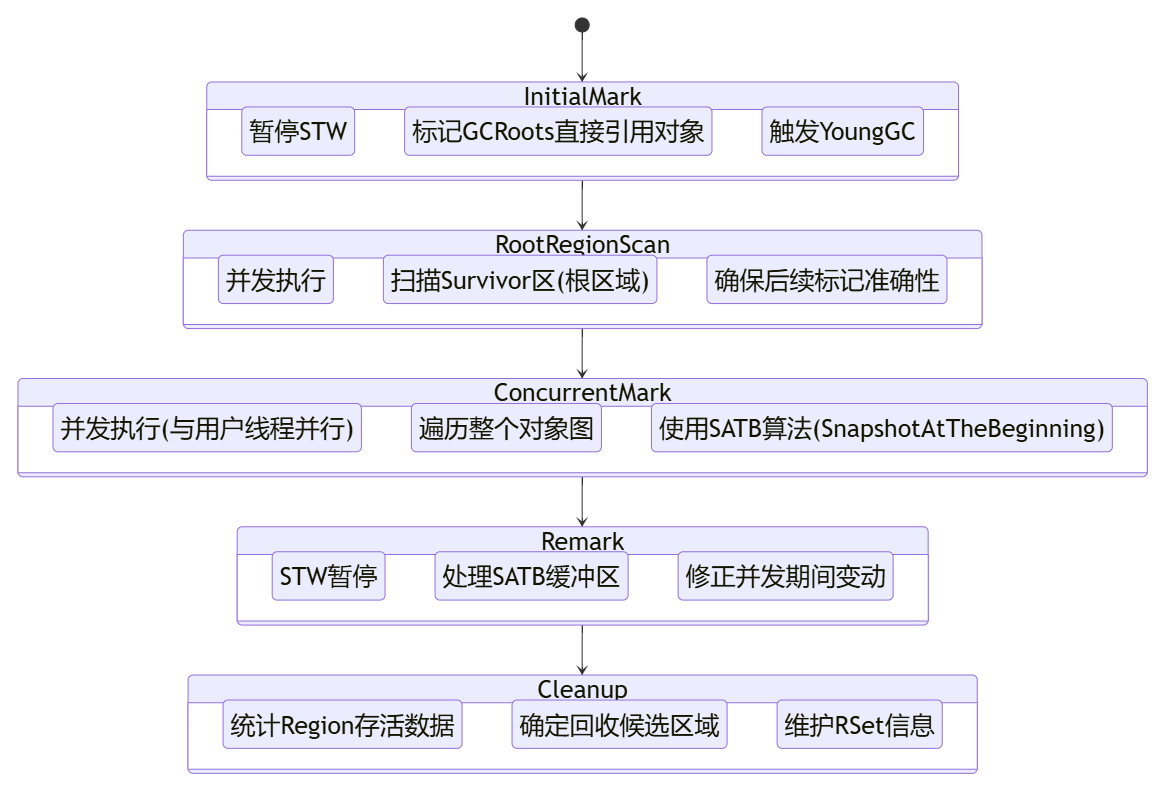 InitialMark
暂停STW
标记GCRoots直接引用对象
触发YoungGC
RootRegionScan
并发执行
扫描Survivor区(根区域)
确保后续标记准确性
ConcurrentMark
并发执行(与用户线程并行)
遍历整个对象图
使用SATB算法(SnapshotAtTheBeginning)
Remark
STW暂停
处理SATB缓冲区
修正并发期间变动
Cleanup
统计Region存活数据
确定回收候选区域
维护RSet信息